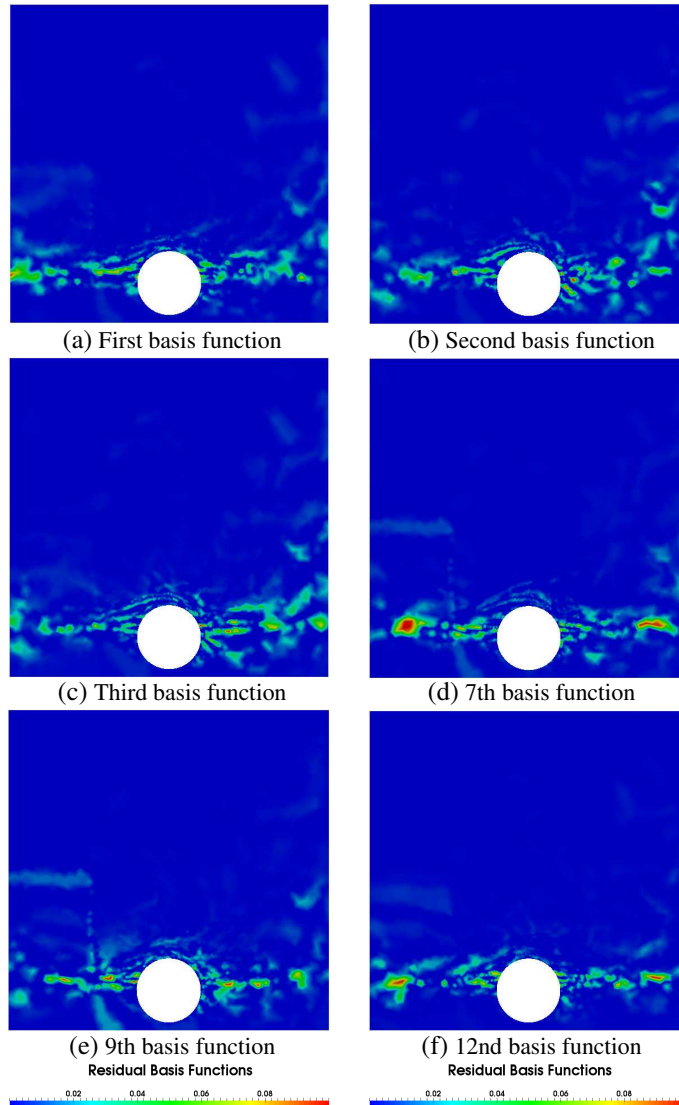 (a) First basis function
(b) Second basis function
(c) Third basis function
(d) 7th basis function
(e) 9th basis function
(f) 12nd basis function
Residual Basis Functions
0.02 0.04 0.06 0.08
Residual Basis Functions
0.02 0.04 0.06 0.08